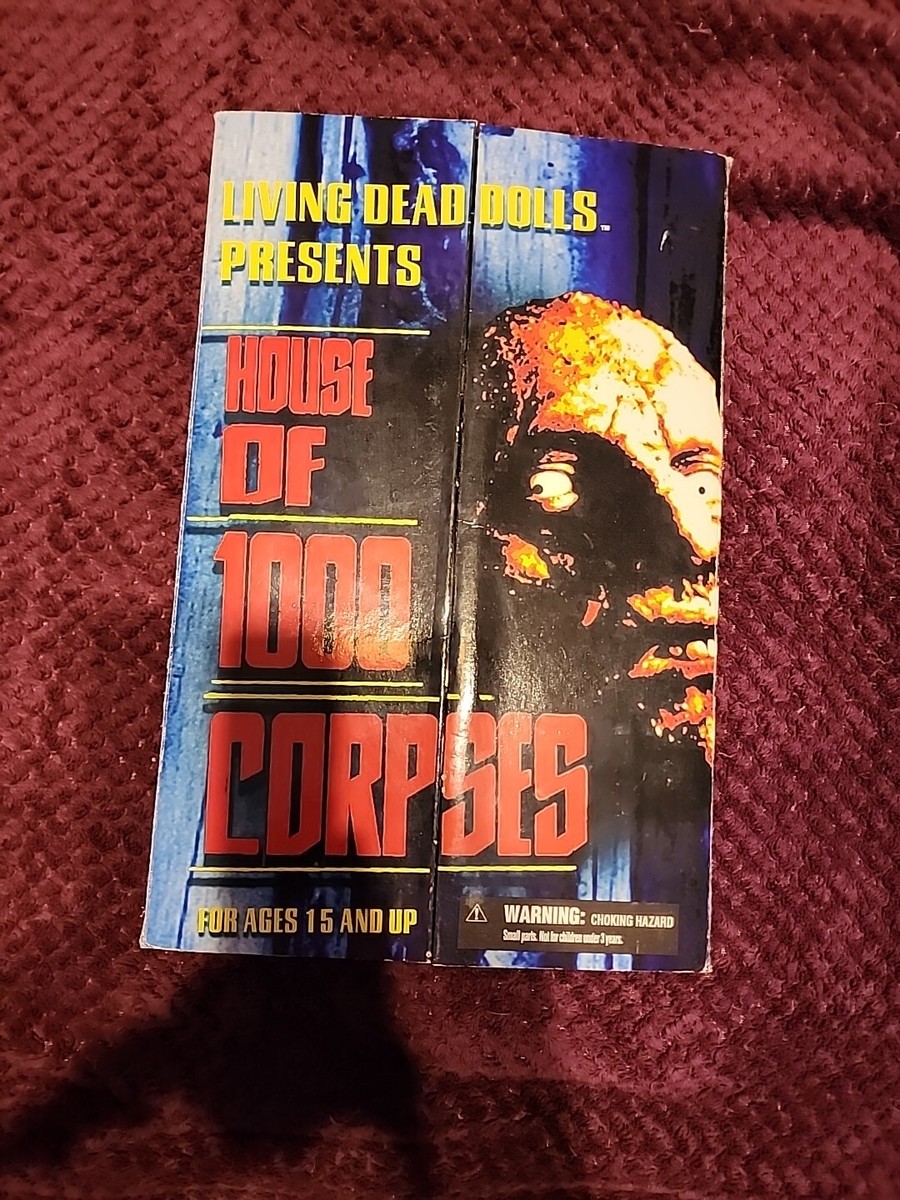 LIVING DEAD DOLLS™
PRESENTS
HOUSE
OF
1000
CORPSES
FOR AGES 15 AND UP
WARNING: CHOKING HAZARD
Small parts. Not for children under 3 years.